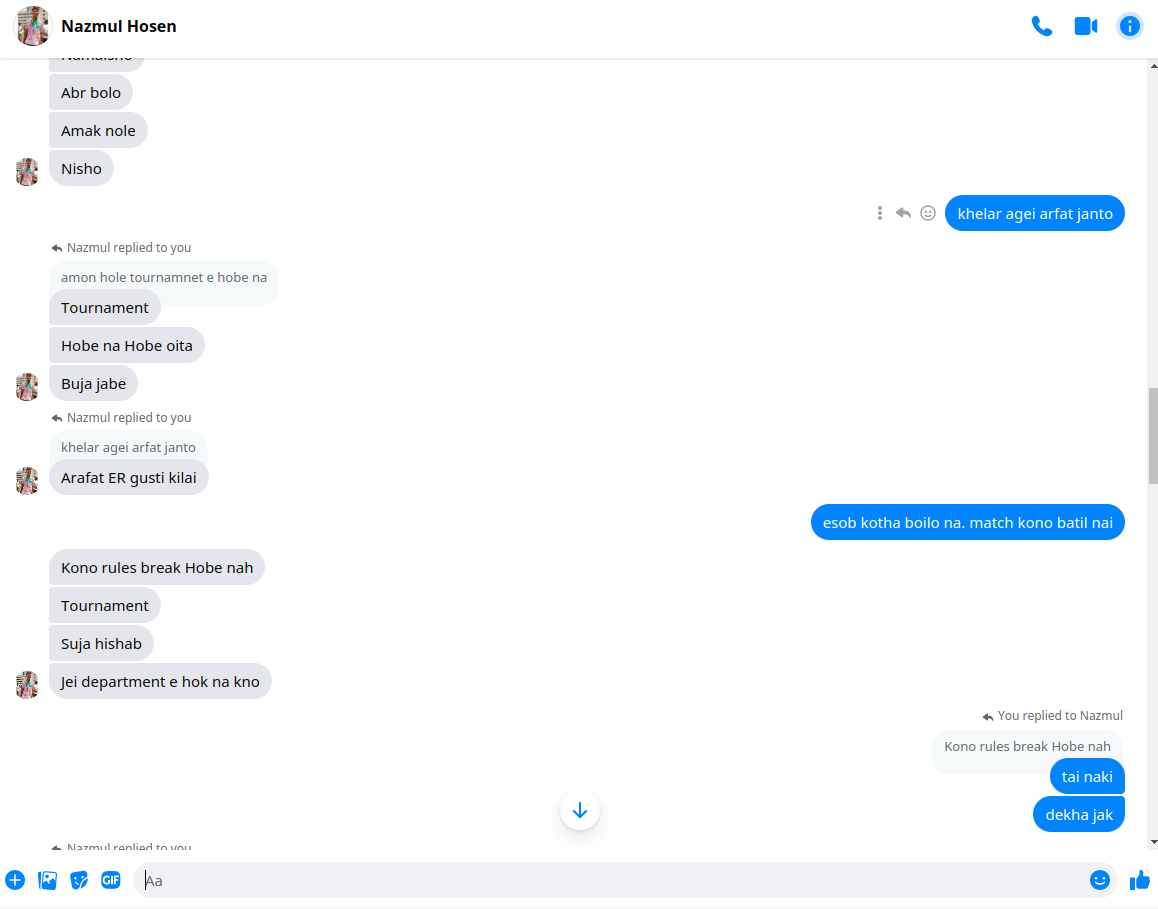 Nazmul Hosen
Abr bolo
Amak nole
Nisho
khelar agei arfat janto
Nazmul replied to you
amon hole tournamnet e hobe na
Tournament
Hobe na Hobe oita
Buja jabe
Nazmul replied to you
khelar agei arfat janto
Arafat ER gusti kilai
esob kotha boilo na. match kono batil nai
Kono rules break Hobe nah
Tournament
Suja hishab
Jei department e hok na kno
You replied to Nazmul
Kono rules break Hobe nah
tai naki
dekha jak
Nazmul replied to you
GIF
Aa